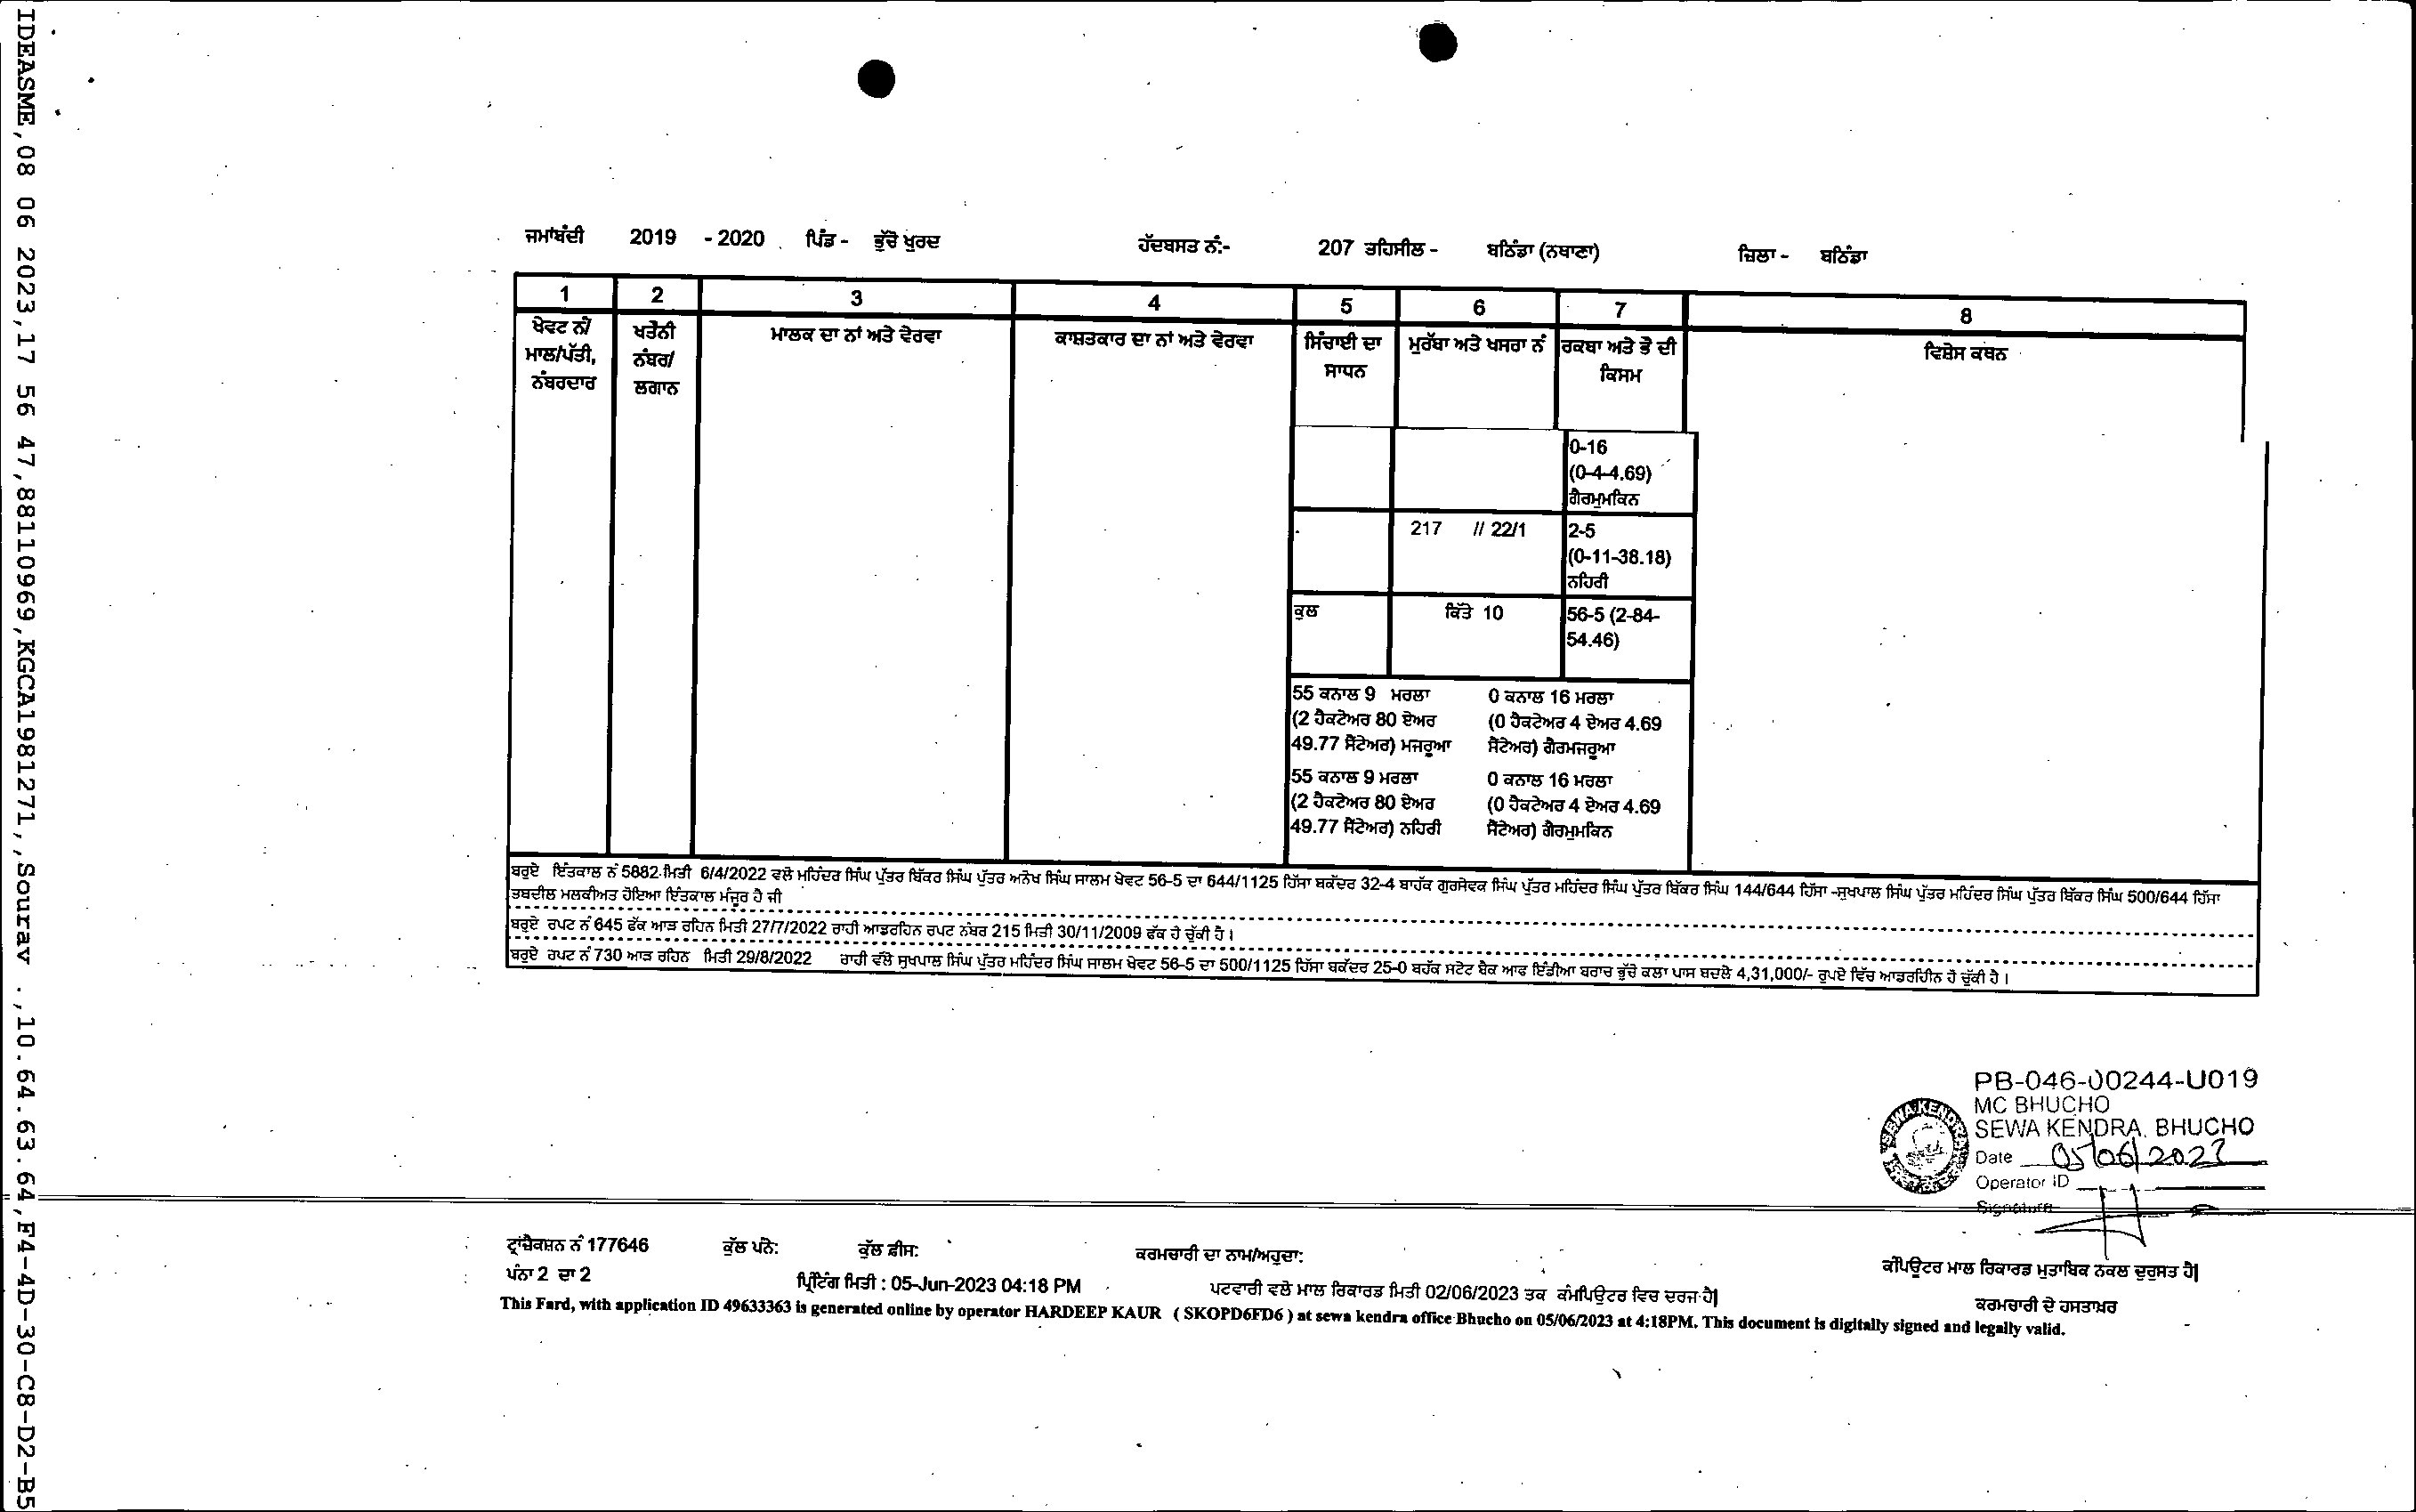 IDEASME,08 06 2023,17 56 47,88110969,KGCA1981271,,Sourav .,10.64.63.64,F4-4D-30-C8-D2-B5
ਜਮਾਂਬੰਦੀ 2019 - 2020 ਪਿੰਡ - ਭੁੱਚੋ ਖੁਰਦ ਹੱਦਬਸਤ ਨੰ:- 207 ਤਹਿਸੀਲ - ਬਠਿੰਡਾ (ਨਥਾਣਾ) ਜ਼ਿਲਾ - ਬਠਿੰਡਾ
1 2 3 4 5 6 7 8
ਖੇਵਟ ਨੰ ਮਾਲ/ਪੱਤੀ, ਨੰਬਰਦਾਰ
ਖਤੌਨੀ ਨੰਬਰ/ ਲਗਾਨ
ਮਾਲਕ ਦਾ ਨਾਂ ਅਤੇ ਵੇਰਵਾ
ਕਾਸ਼ਤਕਾਰ ਦਾ ਨਾਂ ਅਤੇ ਵੇਰਵਾ
ਸਿੰਚਾਈ ਦਾ ਸਾਧਨ
ਮੁਰੱਬਾ ਅਤੇ ਖਸਰਾ ਨੰ
ਰਕਬਾ ਅਤੇ ਭੋਂ ਦੀ ਕਿਸਮ
ਵਿਸ਼ੇਸ ਕਥਨ
0-16
(0-4-4.69)
ਗੈਰਮੁਮਕਿਨ
217 // 22/1 2-5
(0-11-38.18)
ਨਹਿਰੀ
ਕੁਲ ਕਿੱਤੇ 10 56-5 (2-84-
54.46)
55 ਕਨਾਲ 9 ਮਰਲਾ 0 ਕਨਾਲ 16 ਮਰਲਾ
(2 ਹੈਕਟੇਅਰ 80 ਏਅਰ (0 ਹੈਕਟੇਅਰ 4 ਏਅਰ 4.69
49.77 ਸੈਂਟੇਅਰ) ਮਜਰੂਆ ਸੈਂਟੇਅਰ) ਗੈਰਮਜਰੂਆ
55 ਕਨਾਲ 9 ਮਰਲਾ 0 ਕਨਾਲ 16 ਮਰਲਾ
(2 ਹੈਕਟੇਅਰ 80 ਏਅਰ (0 ਹੈਕਟੇਅਰ 4 ਏਅਰ 4.69
49.77 ਸੈਂਟੇਅਰ) ਨਹਿਰੀ ਸੈਂਟੇਅਰ) ਗੈਰਮੁਮਕਿਨ
ਬਰੁਏ ਇੰਤਕਾਲ ਨੰ 5882 ਮਿਤੀ 6/4/2022 ਵਲੋ ਮਹਿੰਦਰ ਸਿੰਘ ਪੁੱਤਰ ਬਿੱਕਰ ਸਿੰਘ ਪੁੱਤਰ ਅਨੋਖ ਸਿੰਘ ਸਾਲਮ ਖੇਵਟ 56-5 ਦਾ 644/1125 ਹਿੱਸਾ ਬਕੱਦਰ 32-4 ਬਾਹੱਕ ਗੁਰਸੇਵਕ ਸਿੰਘ ਪੁੱਤਰ ਮਹਿੰਦਰ ਸਿੰਘ ਪੁੱਤਰ ਬਿੱਕਰ ਸਿੰਘ 144/644 ਹਿੱਸਾ -ਸੁਖਪਾਲ ਸਿੰਘ ਪੁੱਤਰ ਮਹਿੰਦਰ ਸਿੰਘ ਪੁੱਤਰ ਬਿੱਕਰ ਸਿੰਘ 500/644 ਹਿੱਸਾ
ਤਬਦੀਲ ਮਲਕੀਅਤ ਹੋਇਆ ਇੰਤਕਾਲ ਮੰਜੂਰ ਹੈ ਜੀ
ਬਰੁਏ ਰਪਟ ਨੰ 645 ਫੱਕ ਆੜ ਰਹਿਨ ਮਿਤੀ 27/7/2022 ਰਾਹੀ ਆਡਰਹਿਨ ਰਪਟ ਨੰਬਰ 215 ਮਿਤੀ 30/11/2009 ਫੱਕ ਹੋ ਚੁੱਕੀ ਹੈ।
ਬਰੁਏ ਰਪਟ ਨੰ 730 ਆੜ ਰਹਿਨ ਮਿਤੀ 29/8/2022 ਰਾਹੀ ਵੱਲੋ ਸੁਖਪਾਲ ਸਿੰਘ ਪੁੱਤਰ ਮਹਿੰਦਰ ਸਿੰਘ ਸਾਲਮ ਖੇਵਟ 56-5 ਦਾ 500/1125 ਹਿੱਸਾ ਬਕੱਦਰ 25-0 ਬਹੱਕ ਸਟੇਟ ਬੈਕ ਆਫ ਇੰਡੀਆ ਬਰਾਚ ਭੁੱਚੋ ਕਲਾ ਪਾਸ ਬਦਲੇ 4,31,000/- ਰੁਪਏ ਵਿੱਚ ਆਡਰਹੀਨ ਹੋ ਚੁੱਕੀ ਹੈ।
PB-046-00244-U019
MC BHUCHO
SEWA KENDRA, BHUCHO
SEWA KENDRA
Date 05/06/2023
Operator ID
Signature
ਟ੍ਰਾਂਜ਼ੈਕਸ਼ਨ ਨੰ 177646 ਕੁੱਲ ਪਨੇ: ਕੁੱਲ ਫ਼ੀਸ: ਕਰਮਚਾਰੀ ਦਾ ਨਾਮ/ਅਹੁਦਾ: ਕੰਪਿਊਟਰ ਮਾਲ ਰਿਕਾਰਡ ਮੁਤਾਬਿਕ ਨਕਲ ਦੁਰੁਸਤ ਹੈ|
ਪੰਨਾ 2 ਦਾ 2 ਪ੍ਰਿੰਟਿੰਗ ਮਿਤੀ : 05-Jun-2023 04:18 PM ਪਟਵਾਰੀ ਵਲੋ ਮਾਲ ਰਿਕਾਰਡ ਮਿਤੀ 02/06/2023 ਤਕ ਕੰਮਪਿਉਟਰ ਵਿਚ ਦਰਜ ਹੈ| ਕਰਮਚਾਰੀ ਦੇ ਹਸਤਾਖ਼ਰ
This Fard, with application ID 49633363 is generated online by operator HARDEEP KAUR ( SKOPD6FD6 ) at sewa kendra office Bhucho on 05/06/2023 at 4:18PM. This document is digitally signed and legally valid.